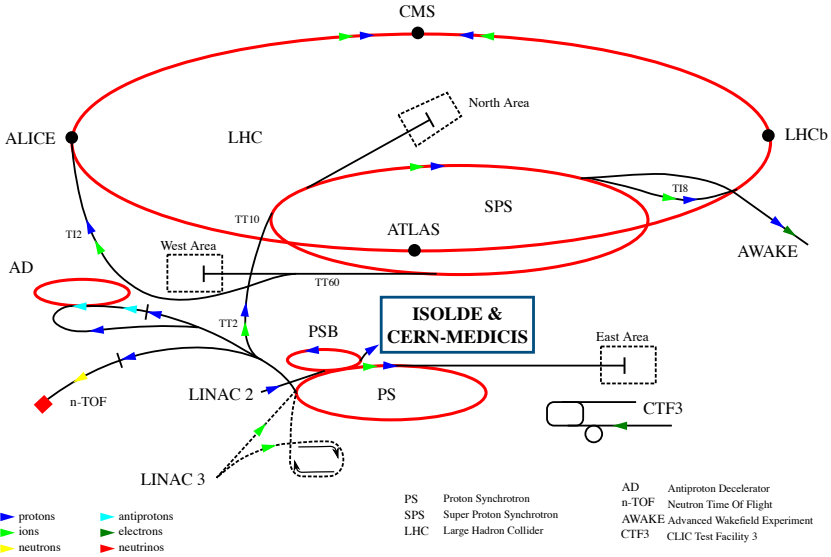 CMS
North Area
ALICE
LHC
LHCb
TI8
SPS
TT10
ATLAS
TI2
West Area
AWAKE
AD
TT60
ISOLDE &
CERN-MEDICIS
TT2
PSB
East Area
LINAC 2
PS
n-TOF
CTF3
LINAC 3
protons
ions
neutrons
antiprotons
electrons
neutrinos
PS Proton Synchrotron
SPS Super Proton Synchrotron
LHC Large Hadron Collider
AD Antiproton Decelerator
n-TOF Neutron Time Of Flight
AWAKE Advanced Wakefield Experiment
CTF3 CLIC Test Facility 3